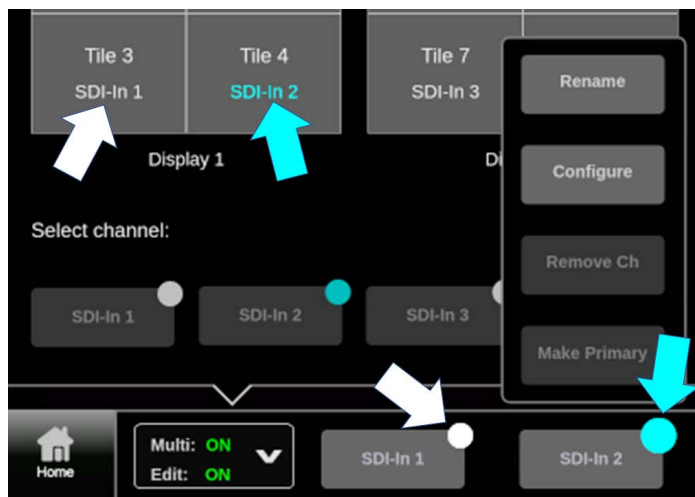 Tile 3
SDI-In 1
Tile 4
SDI-In 2
Tile 7
SDI-In 3
Display 1
Di
Rename
Configure
Remove Ch
Make Primary
Select channel:
SDI-In 1
SDI-In 2
SDI-In 3
Home
Multi: ON
Edit: ON
SDI-In 1
SDI-In 2